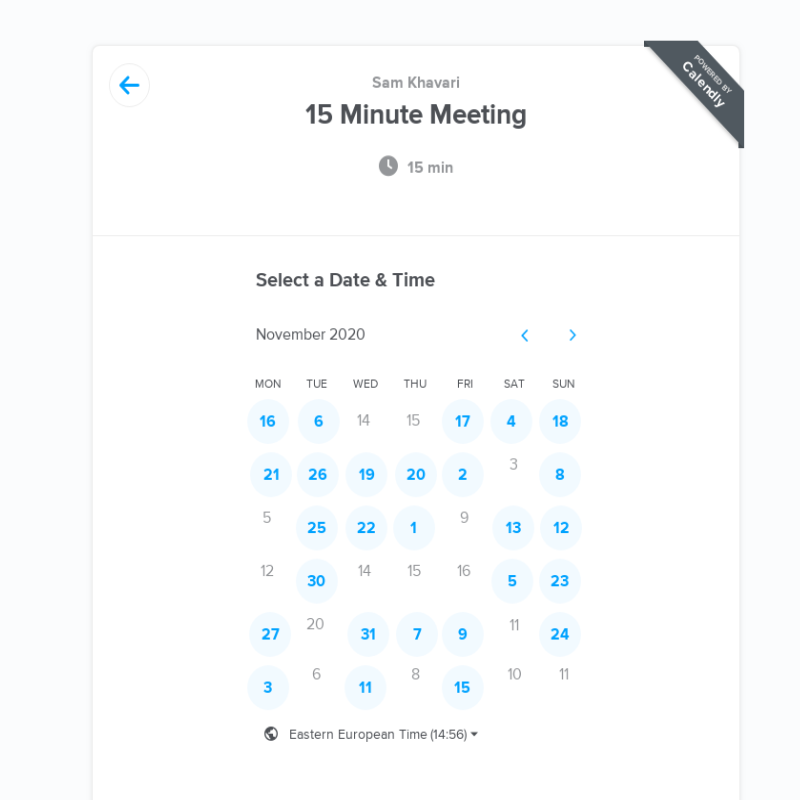 POWERED BY
Calendly
Sam Khavari
15 Minute Meeting
15 min
Select a Date & Time
November 2020
MON TUE WED THU FRI SAT SUN
16 6 14 15 17 4 18
21 26 19 20 2 3 8
5 25 22 1 9 13 12
12 30 14 15 16 5 23
27 20 31 7 9 11 24
3 6 11 8 15 10 11
Eastern European Time (14:56)